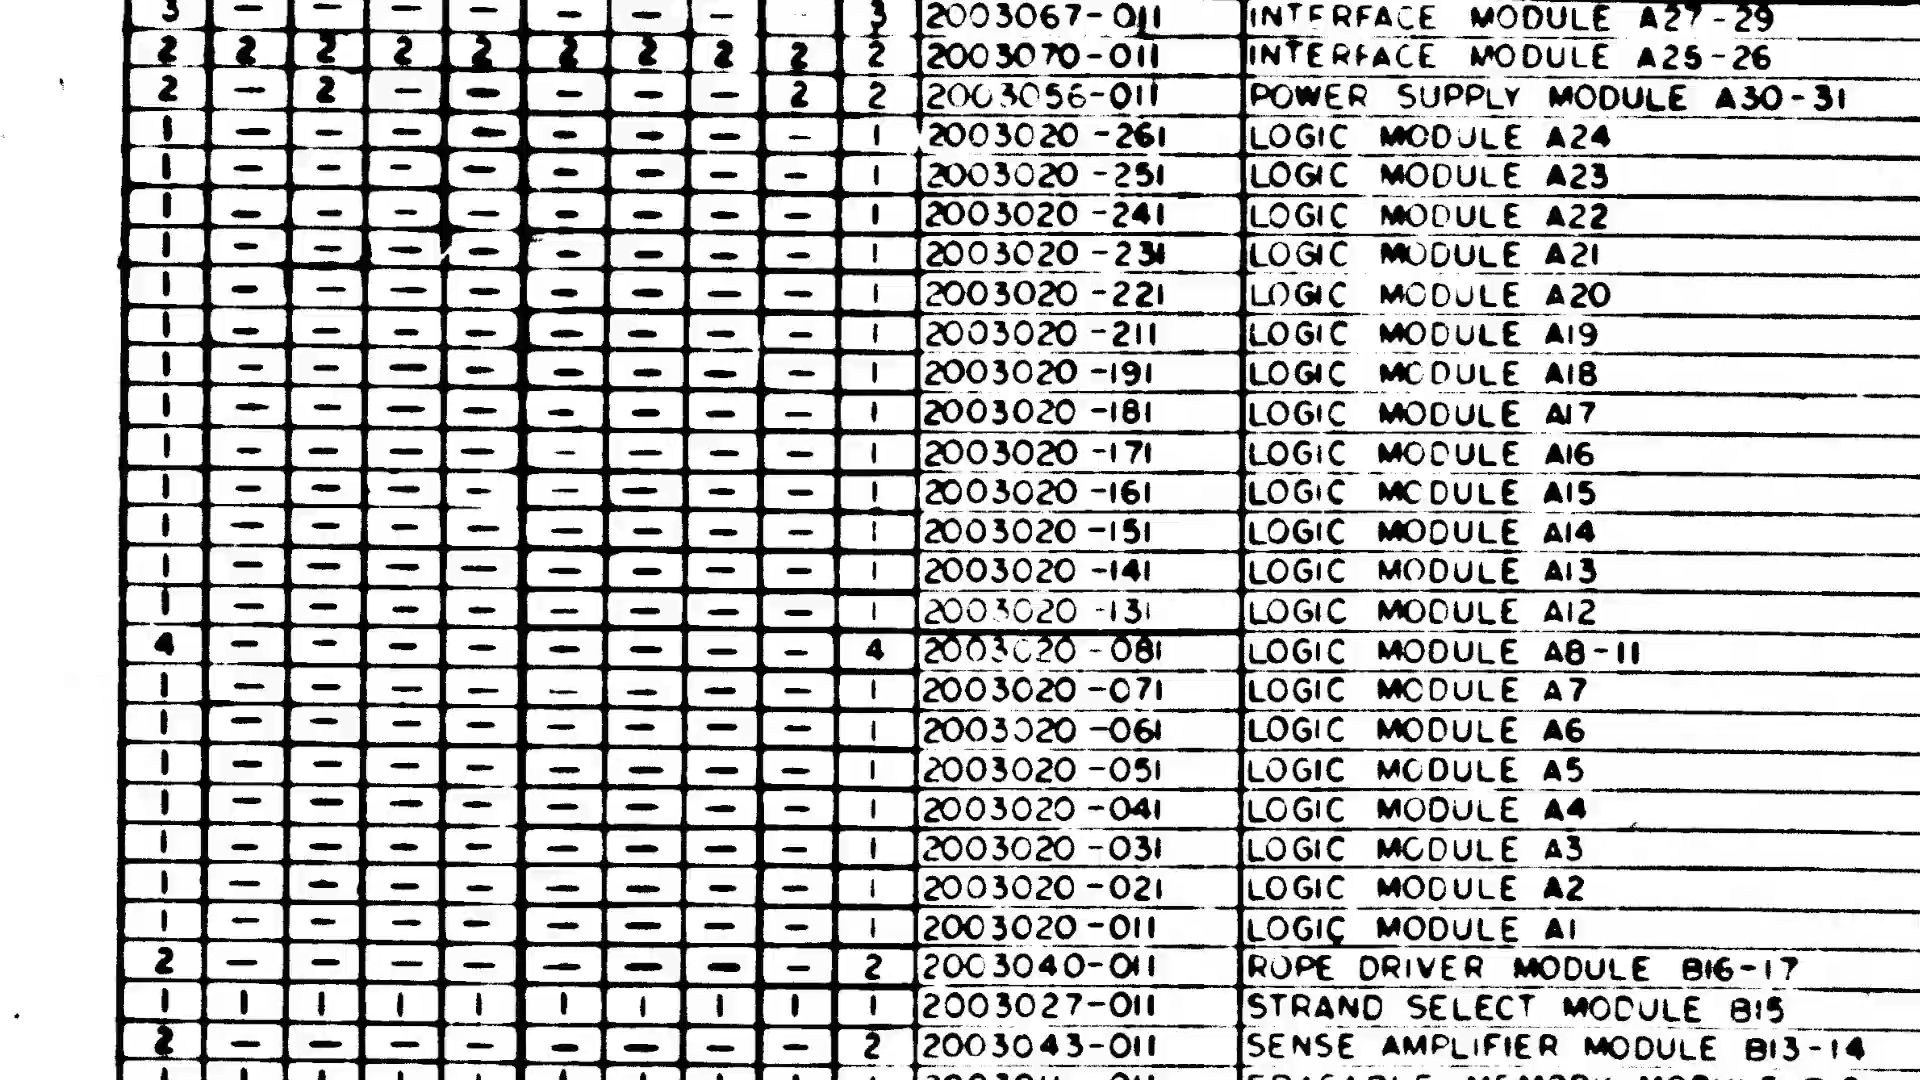 3 - - - - - - - 3 2003067-011 INTERFACE MODULE A27-29
2 2 2 2 2 2 2 2 2 2 2003070-011 INTERFACE MODULE A25-26
2 - 2 - - - - - 2 2 2003056-011 POWER SUPPLY MODULE A30-31
1 - - - - - - - - 1 2003020-261 LOGIC MODULE A24
1 - - - - - - - - 1 2003020-251 LOGIC MODULE A23
1 - - - - - - - - 1 2003020-241 LOGIC MODULE A22
1 - - - - - - - - 1 2003020-231 LOGIC MODULE A21
1 - - - - - - - - 1 2003020-221 LOGIC MODULE A20
1 - - - - - - - - 1 2003020-211 LOGIC MODULE A19
1 - - - - - - - - 1 2003020-191 LOGIC MODULE A18
1 - - - - - - - - 1 2003020-181 LOGIC MODULE A17
1 - - - - - - - - 1 2003020-171 LOGIC MODULE A16
1 - - - - - - - - 1 2003020-161 LOGIC MODULE A15
1 - - - - - - - - 1 2003020-151 LOGIC MODULE A14
1 - - - - - - - - 1 2003020-141 LOGIC MODULE A13
1 - - - - - - - - 1 2003020-131 LOGIC MODULE A12
4 - - - - - - - - 4 2003020-081 LOGIC MODULE A8-11
1 - - - - - - - - 1 2003020-071 LOGIC MODULE A7
1 - - - - - - - - 1 2003020-061 LOGIC MODULE A6
1 - - - - - - - - 1 2003020-051 LOGIC MODULE A5
1 - - - - - - - - 1 2003020-041 LOGIC MODULE A4
1 - - - - - - - - 1 2003020-031 LOGIC MODULE A3
1 - - - - - - - - 1 2003020-021 LOGIC MODULE A2
1 - - - - - - - - 1 2003020-011 LOGIC MODULE A1
2 - - - - - - - - 2 2003040-011 ROPE DRIVER MODULE B16-17
1 1 1 1 1 1 1 1 1 1 2003027-011 STRAND SELECT MODULE B15
2 - - - - - - - - 2 2003043-011 SENSE AMPLIFIER MODULE B13-14